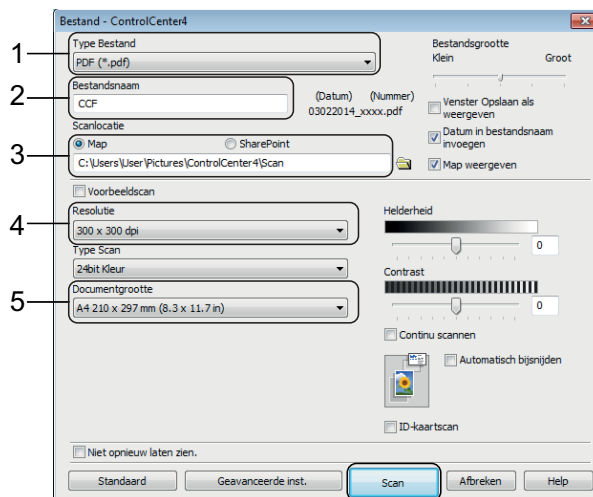 Bestand - ControlCenter4
1
Type Bestand
PDF (*.pdf)
Bestandsgrootte
Klein
Groot
2
Bestandsnaam
CCF
(Datum) (Nummer)
03022014_xxxx.pdf
Venster Opslaan als
weergeven
Datum in bestandsnaam
invoegen
Map weergeven
3
Scanlocatie
Map
SharePoint
C:\Users\User\Pictures\ControlCenter4\Scan
Voorbeeldscan
4
Resolutie
300 x 300 dpi
Type Scan
24bit Kleur
5
Documentgrootte
A4 210 x 297 mm (8.3 x 11.7 in)
Helderheid
0
Contrast
0
Continu scannen
Automatisch bijsnijden
ID-kaartscan
Niet opnieuw laten zien.
Standaard
Geavanceerde inst.
Scan
Afbreken
Help